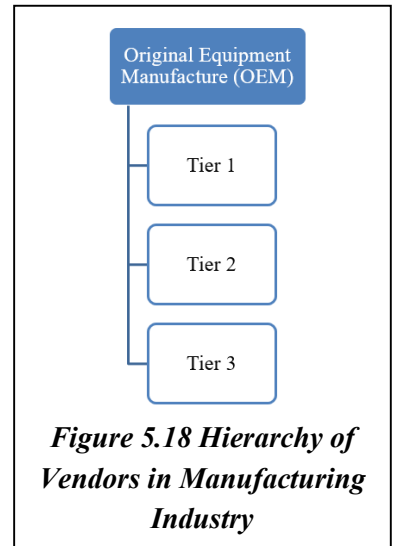 Original Equipment
Manufacture (OEM)
Tier 1
Tier 2
Tier 3
Figure 5.18 Hierarchy of
Vendors in Manufacturing
Industry